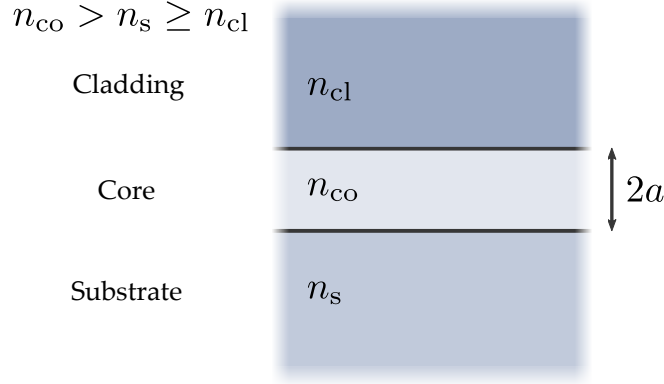 n_co > n_s ≥ n_cl
Cladding n_cl
Core n_co 2a
Substrate n_s